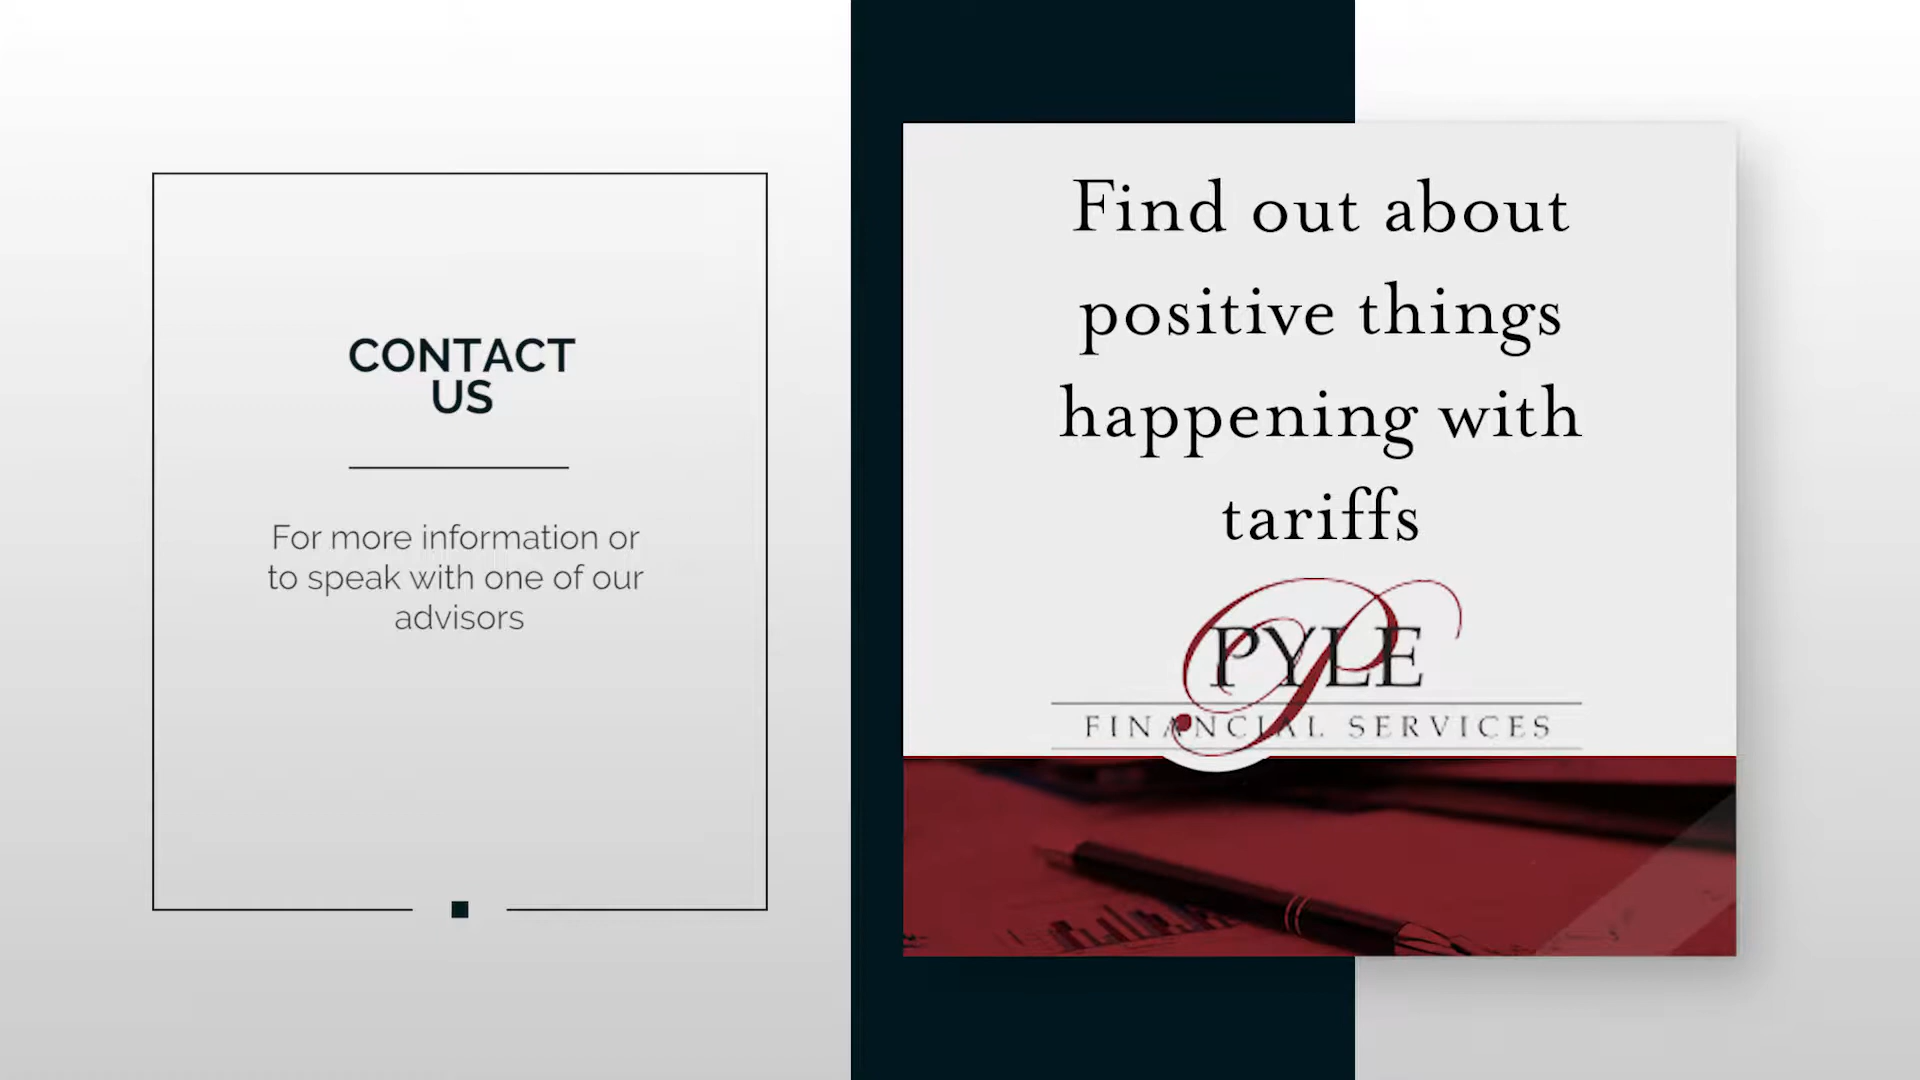 CONTACT
US
For more information or
to speak with one of our
advisors
Find out about
positive things
happening with
tariffs
PYLE
FINANCIAL SERVICES